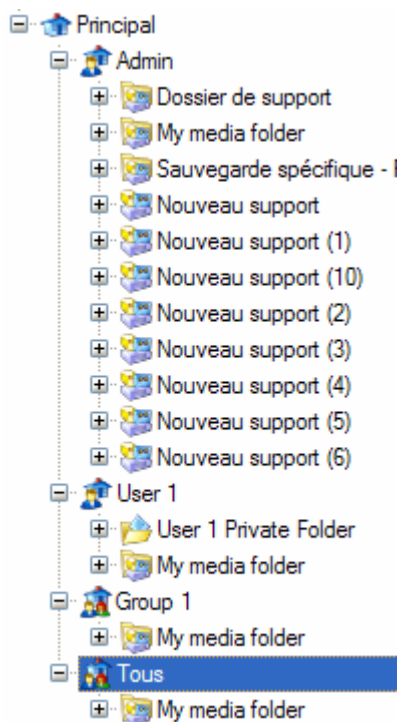 Principal
Admin
Dossier de support
My media folder
Sauvegarde spécifique -
Nouveau support
Nouveau support (1)
Nouveau support (10)
Nouveau support (2)
Nouveau support (3)
Nouveau support (4)
Nouveau support (5)
Nouveau support (6)
User 1
User 1 Private Folder
My media folder
Group 1
My media folder
Tous
My media folder